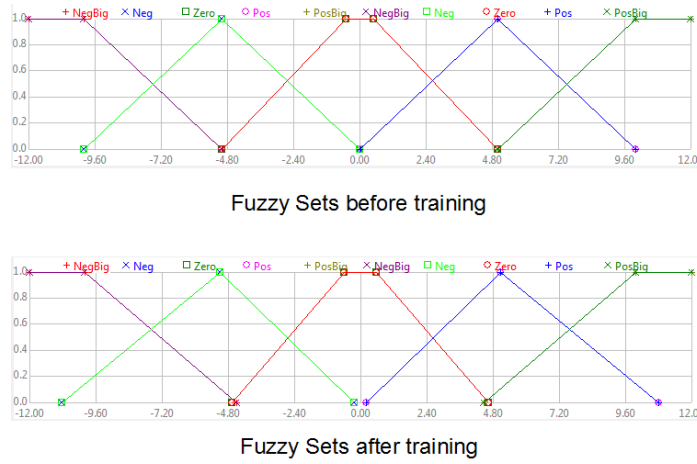 NegBig Neg Zero Pos PosBig NegBig Neg Zero Pos PosBig
1.0
0.8
0.6
0.4
0.2
0.0
-12.00 -9.60 -7.20 -4.80 -2.40 0.00 2.40 4.80 7.20 9.60 12.0
Fuzzy Sets before training
NegBig Neg Zero Pos PosBig NegBig Neg Zero Pos PosBig
1.0
0.8
0.6
0.4
0.2
0.0
-12.00 -9.60 -7.20 -4.80 -2.40 0.00 2.40 4.80 7.20 9.60 12.0
Fuzzy Sets after training